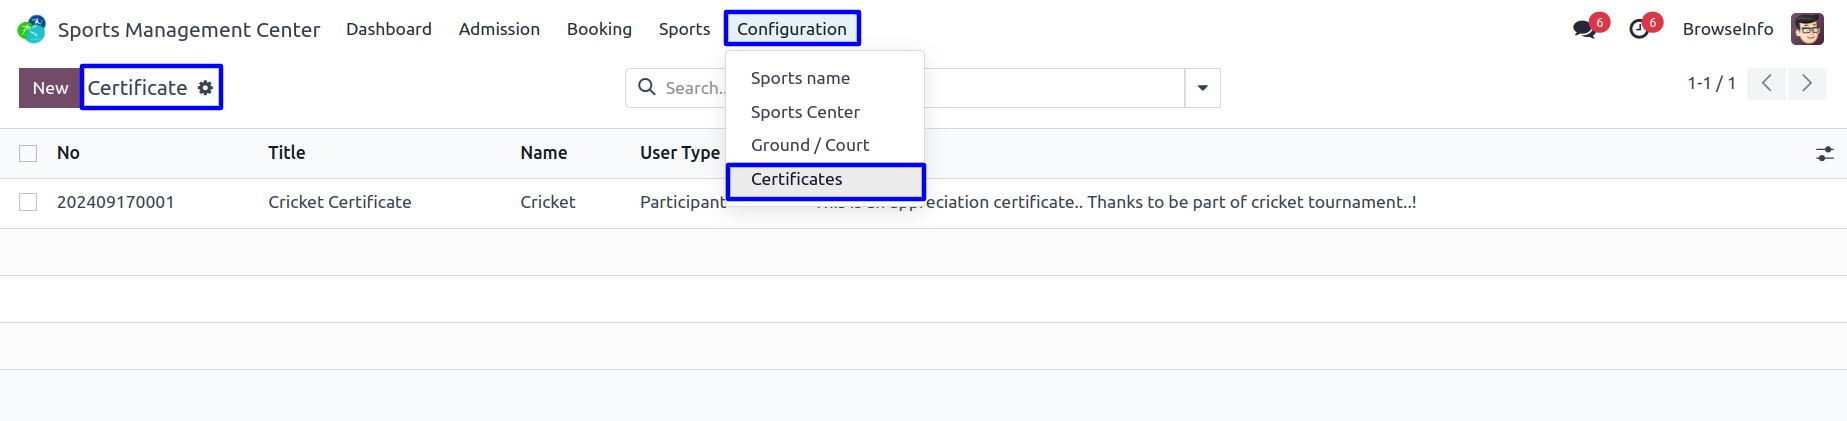 Sports Management Center Dashboard Admission Booking Sports Configuration 6 6 BrowseInfo
New Certificate Search.. 1-1 / 1
Sports name
Sports Center
Ground / Court
Certificates
No Title Name User Type
202409170001 Cricket Certificate Cricket Participant appreciation certificate.. Thanks to be part of cricket tournament..!